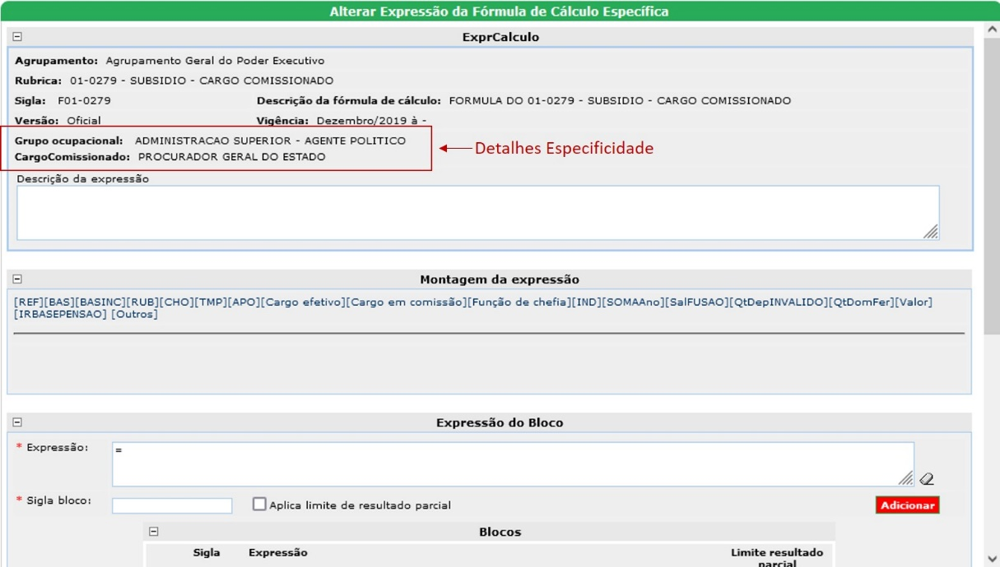 Alterar Expressão da Fórmula de Cálculo Específica
ExprCalculo
Agrupamento: Agrupamento Geral do Poder Executivo
Rubrica: 01-0279 - SUBSIDIO - CARGO COMISSIONADO
Sigla: F01-0279 Descrição da fórmula de cálculo: FORMULA DO 01-0279 - SUBSIDIO - CARGO COMISSIONADO
Versão: Oficial Vigência: Dezembro/2019 à -
Grupo ocupacional: ADMINISTRACAO SUPERIOR - AGENTE POLITICO
CargoComissionado: PROCURADOR GERAL DO ESTADO
Detalhes Especificidade
Descrição da expressão
Montagem da expressão
[REF][BAS][BASINC][RUB][CHO][TMP][APO][Cargo efetivo][Cargo em comissão][Função de chefia][IND][SOMAAno][SalFUSAO][QtDepINVALIDO][QtDomFer][Valor]
[IRBASEPENSAO] [Outros]
Expressão do Bloco
* Expressão: =
* Sigla bloco: Aplica limite de resultado parcial Adicionar
Blocos
Sigla Expressão Limite resultado
parcial